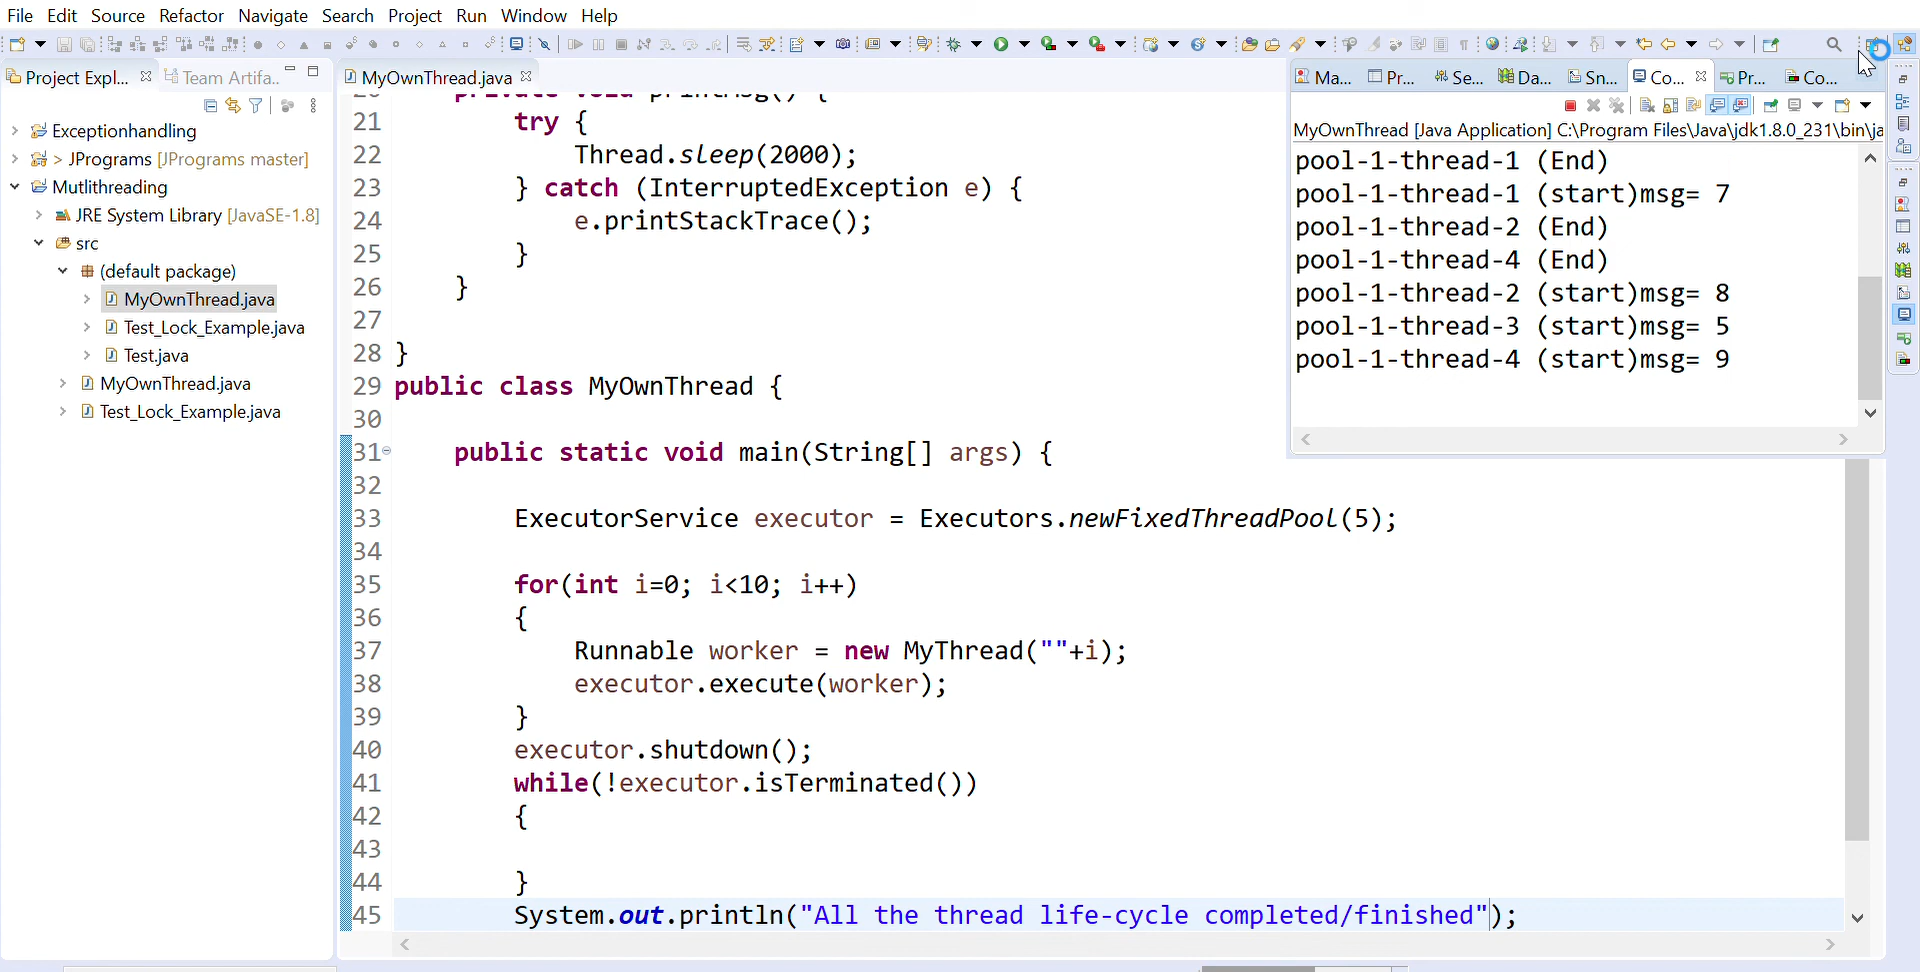 File Edit Source Refactor Navigate Search Project Run Window Help
Project Expl...
Team Artifa...
Exceptionhandling
> JPrograms [JPrograms master]
Mutlithreading
JRE System Library [JavaSE-1.8]
src
(default package)
MyOwnThread.java
Test_Lock_Example.java
Test.java
MyOwnThread.java
Test_Lock_Example.java
MyOwnThread.java
20 private void printMsg() {
21 try {
22 Thread.sleep(2000);
23 } catch (InterruptedException e) {
24 e.printStackTrace();
25 }
26 }
27
28 }
29 public class MyOwnThread {
30
31 public static void main(String[] args) {
32
33 ExecutorService executor = Executors.newFixedThreadPool(5);
34
35 for(int i=0; i<10; i++)
36 {
37 Runnable worker = new MyThread(""+i);
38 executor.execute(worker);
39 }
40 executor.shutdown();
41 while(!executor.isTerminated())
42 {
43
44 }
45 System.out.println("All the thread life-cycle completed/finished");
Ma... Pr... Se... Da... Sn... Co... Pr... Co...
MyOwnThread [Java Application] C:\Program Files\Java\jdk1.8.0_231\bin\ja
pool-1-thread-1 (End)
pool-1-thread-1 (start)msg= 7
pool-1-thread-2 (End)
pool-1-thread-4 (End)
pool-1-thread-2 (start)msg= 8
pool-1-thread-3 (start)msg= 5
pool-1-thread-4 (start)msg= 9